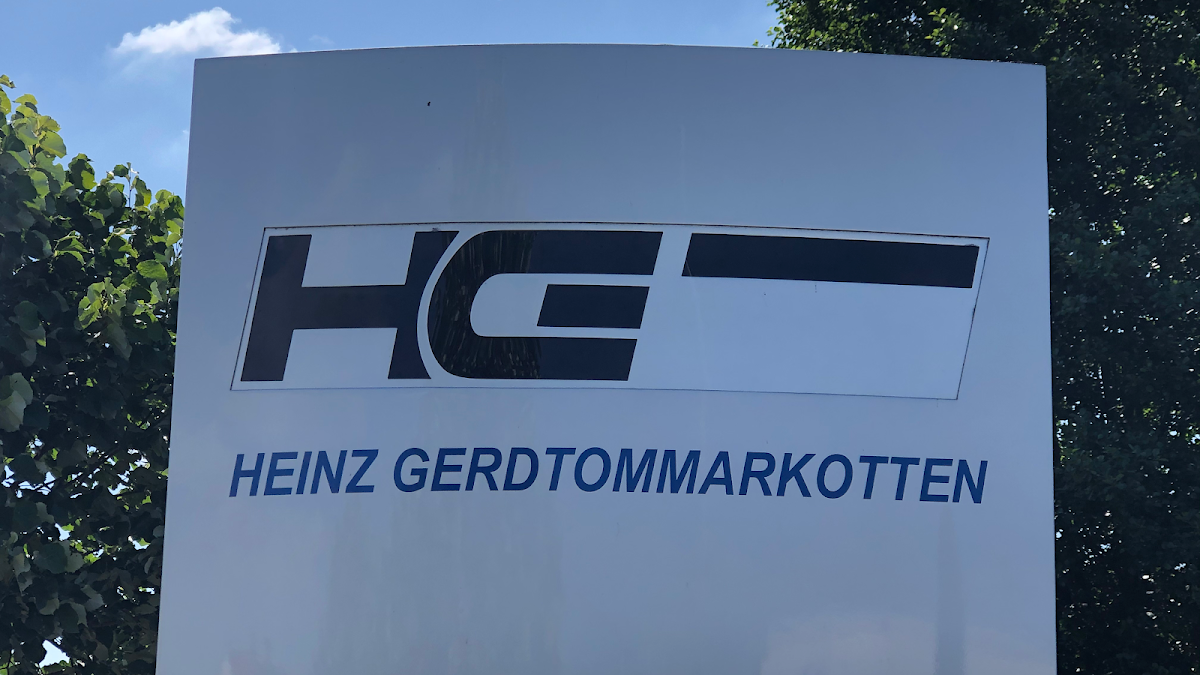 HG
HEINZ GERDTOMMARKOTTEN